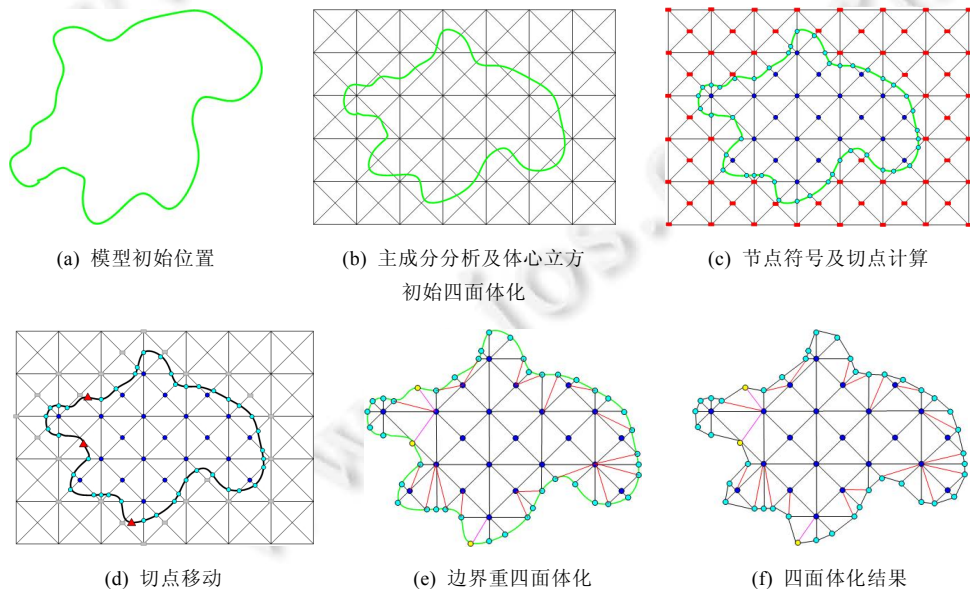 (a) 模型初始位置
(b) 主成分分析及体心立方
初始四面体化
(c) 节点符号及切点计算
(d) 切点移动
(e) 边界重四面体化
(f) 四面体化结果